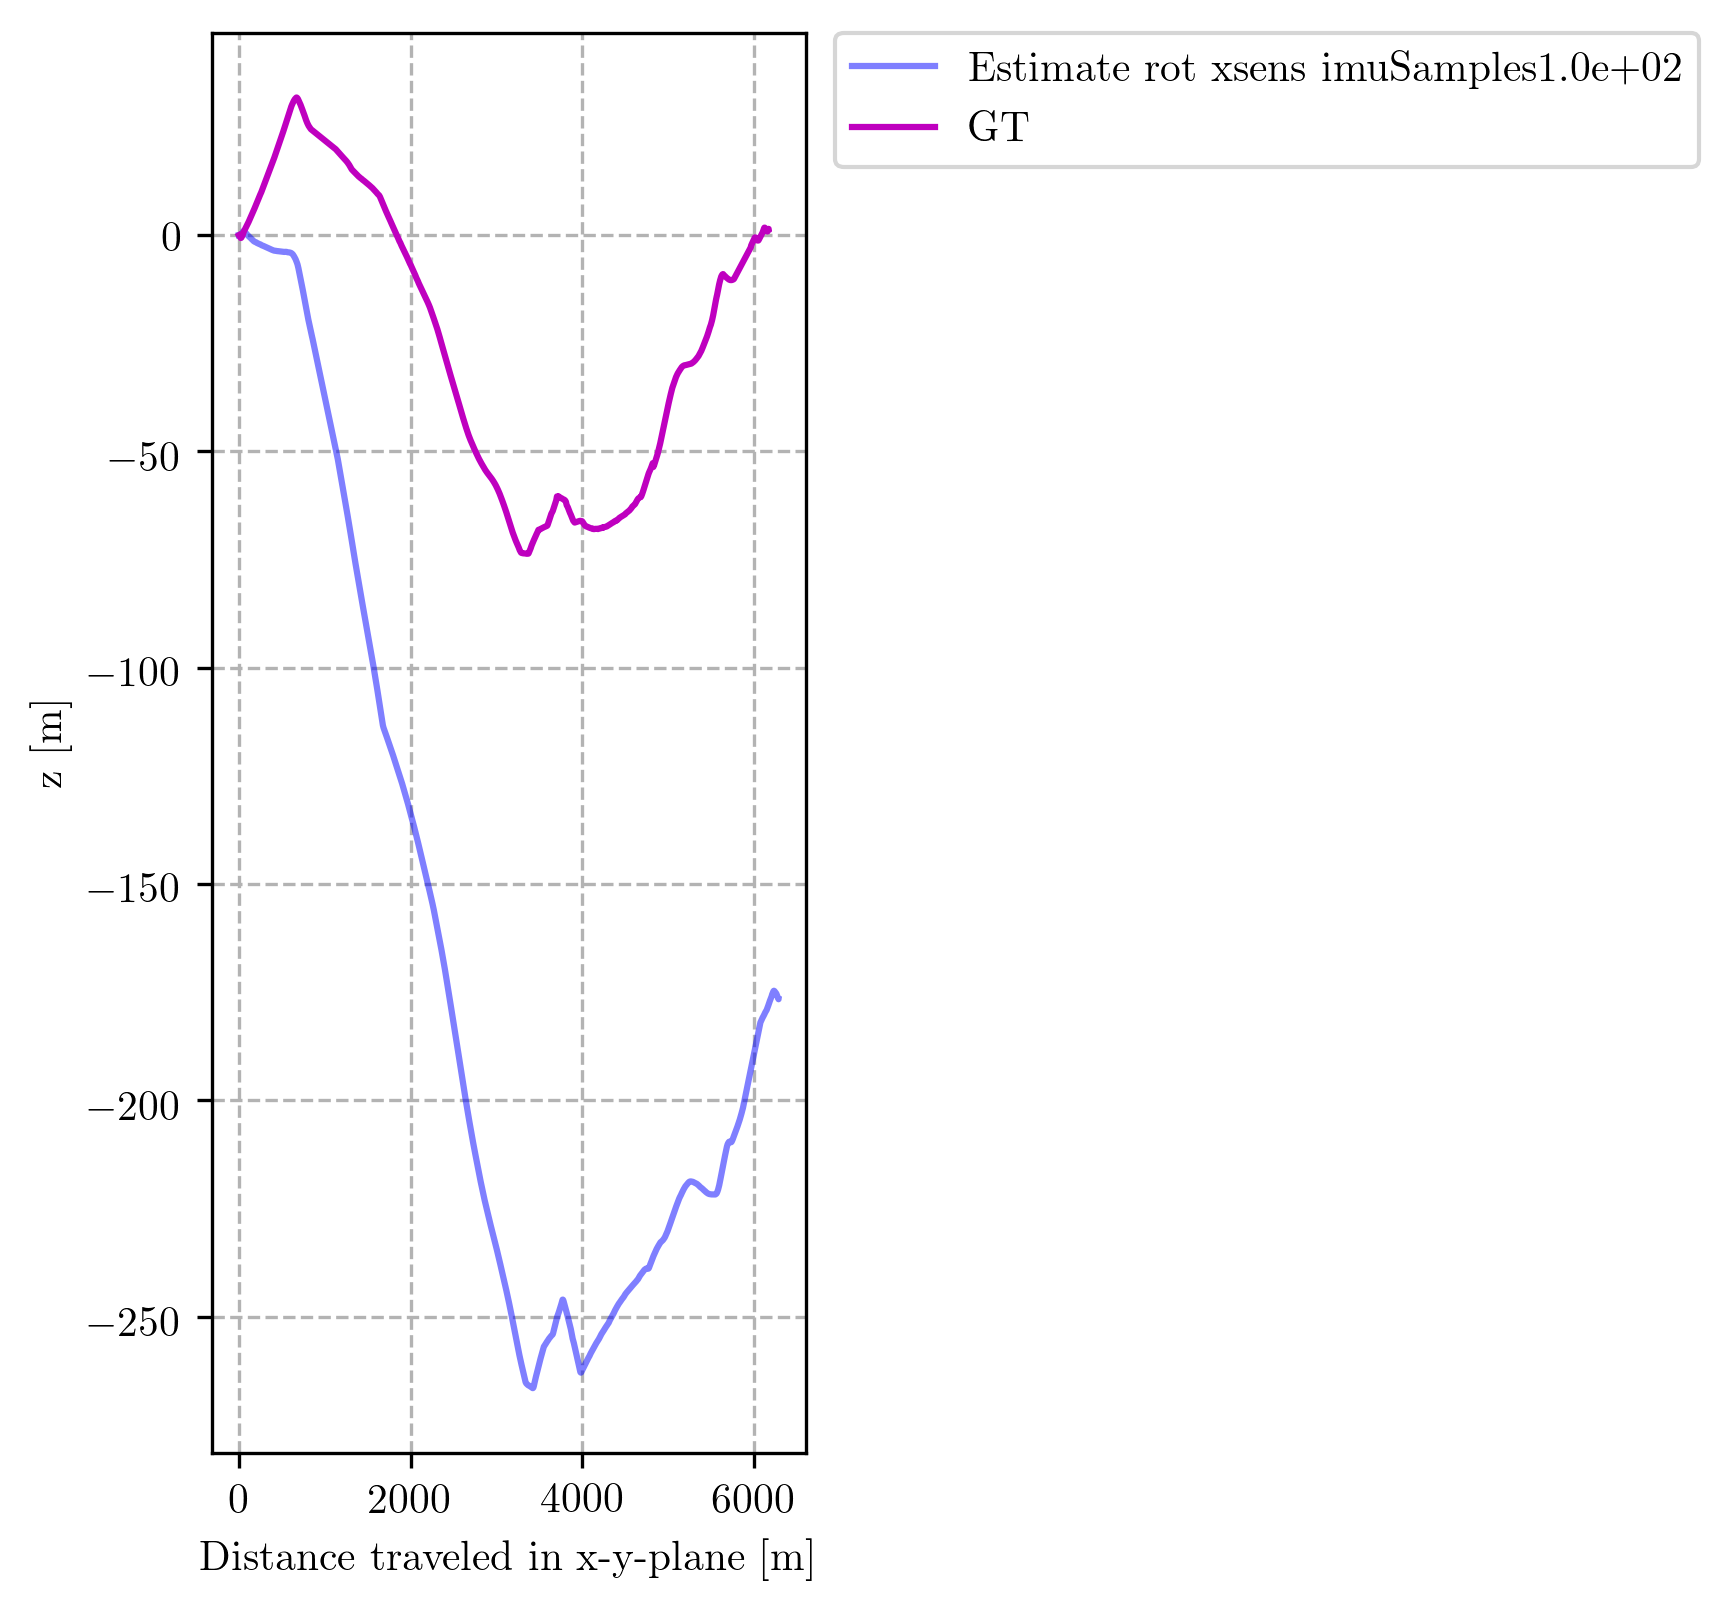 Estimate rot xsens imuSamples1.0e+02
GT
0
−50
−100
−150
−200
−250
z [m]
0 2000 4000 6000
Distance traveled in x-y-plane [m]